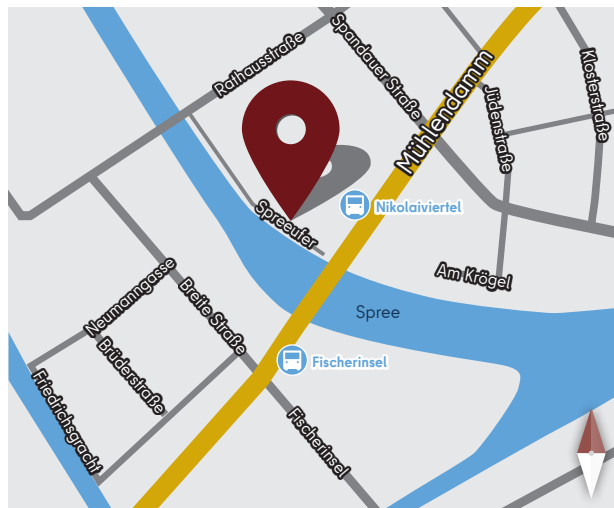 Rathausstraße
Spandauer Straße
Mühlendamm
Jüdenstraße
Klosterstraße
Spreeufer
Nikolaiviertel
Am Krögel
Neumanngasse
Breite Straße
Spree
Brüderstraße
Fischerinsel
Friedrichsgracht
Fischerinsel